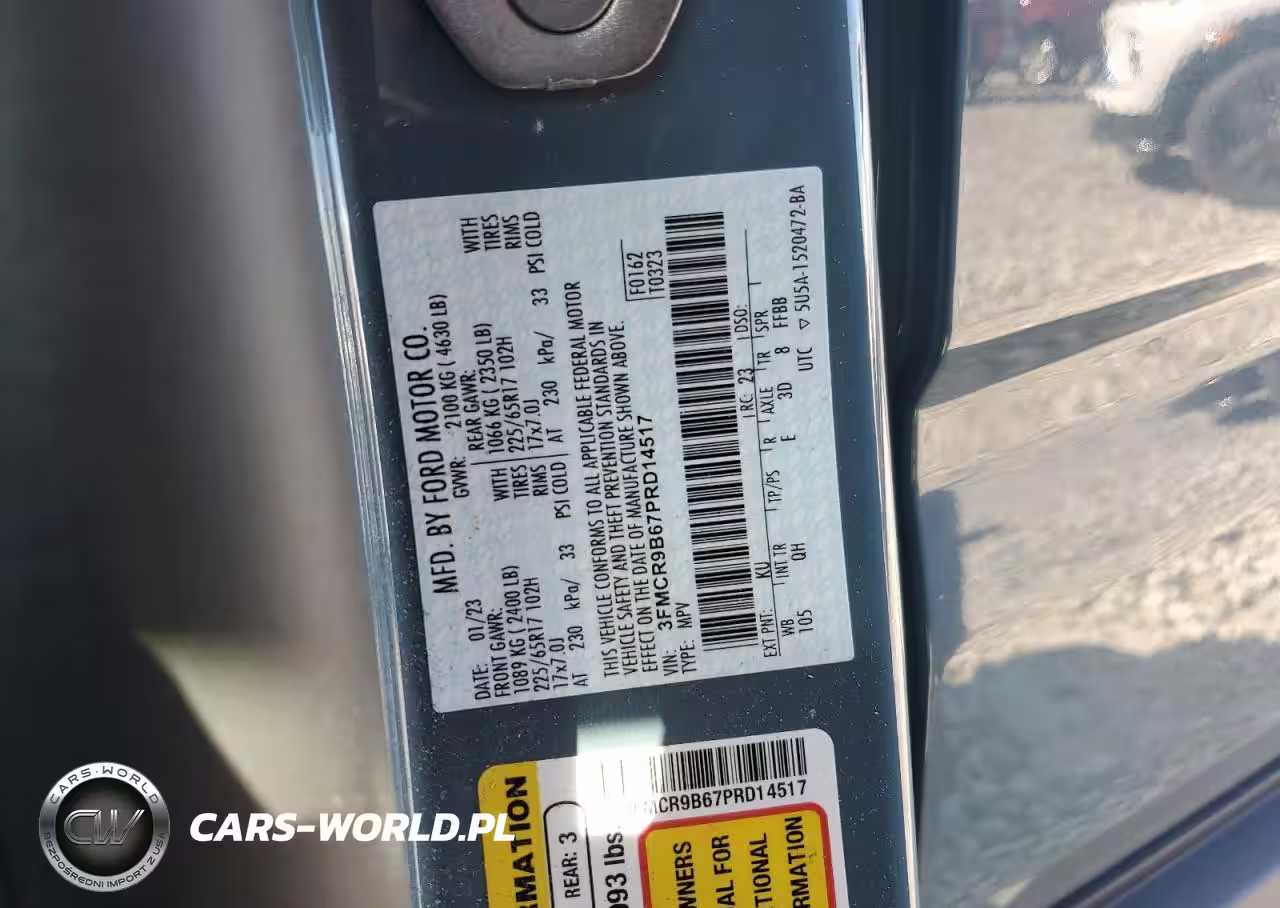 MFD. BY FORD MOTOR CO.
DATE: 01/23 GVWR: 2100 KG ( 4630 LB)
FRONT GAWR: REAR GAWR:
1089 KG ( 2400 LB) WITH 1066 KG ( 2350 LB) WITH
225/65R17 102H TIRES 225/65R17 102H TIRES
17x7.0J RIMS 17x7.0J RIMS
AT 230 kPa/ 33 PSI COLD AT 230 kPa/ 33 PSI COLD
THIS VEHICLE CONFORMS TO ALL APPLICABLE FEDERAL MOTOR
VEHICLE SAFETY AND THEFT PREVENTION STANDARDS IN
EFFECT ON THE DATE OF MANUFACTURE SHOWN ABOVE.
VIN: 3FMCR9B67PRD14517 F0162
TYPE: MPV T0323
EXT PNT: KU RC: 23 DSO:
WB INT TR TP/PS R AXLE TR SPR
105 QH E 3D 8 FFBB
UTC ▽ 5U5A-1520472-BA
RMATION
REAR: 3
093 lbs.
MCR9B67PRD14517
WNERS
AL FOR
TIONAL
RMATION
CARS-WORLD
CW
BEZPOŚREDNI IMPORT Z USA
CARS-WORLD.PL